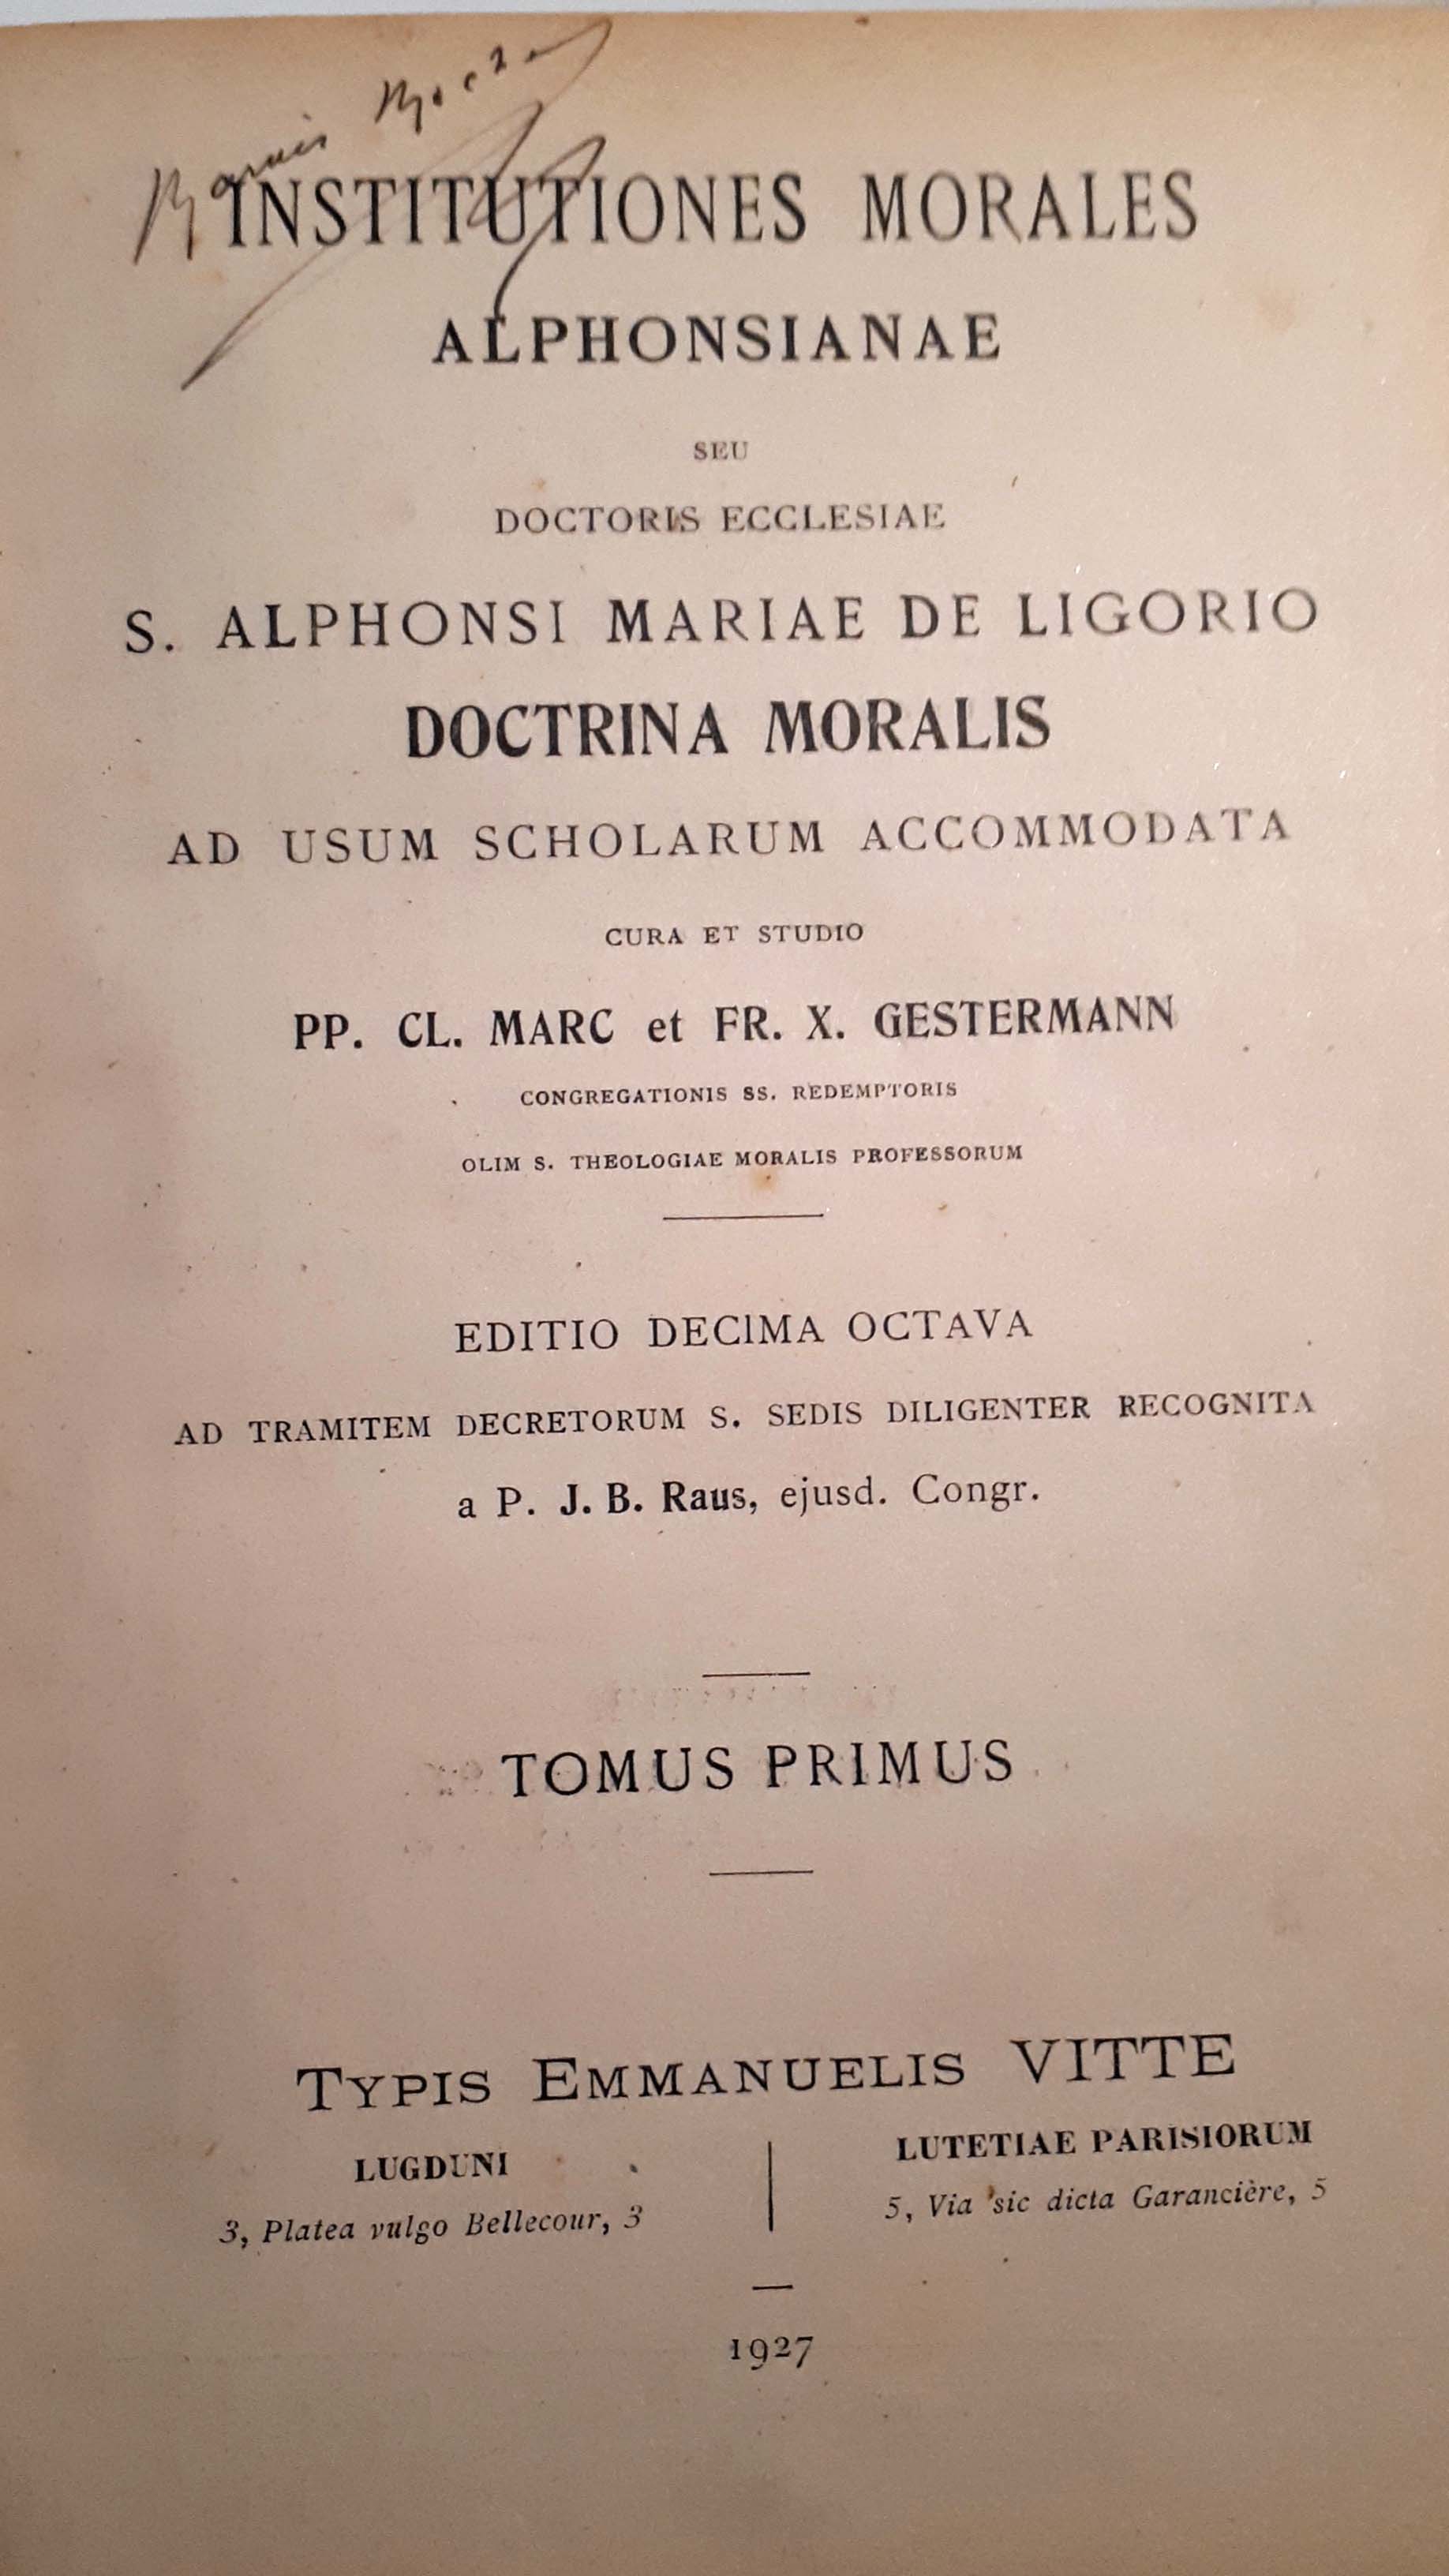 INSTITUTIONES MORALES
ALPHONSIANAE
SEU
DOCTORIS ECCLESIAE
S. ALPHONSI MARIAE DE LIGORIO
DOCTRINA MORALIS
AD USUM SCHOLARUM ACCOMMODATA
CURA ET STUDIO
PP. CL. MARC et FR. X. GESTERMANN
CONGREGATIONIS SS. REDEMPTORIS
OLIM S. THEOLOGIAE MORALIS PROFESSORUM
EDITIO DECIMA OCTAVA
AD TRAMITEM DECRETORUM S. SEDIS DILIGENTER RECOGNITA
a P. J. B. Raus, ejusd. Congr.
TOMUS PRIMUS
TYPIS EMMANUELIS VITTE
LUGDUNI
3, Platea vulgo Bellecour, 3
LUTETIAE PARISIORUM
5, Via sic dicta Garancière, 5
1927